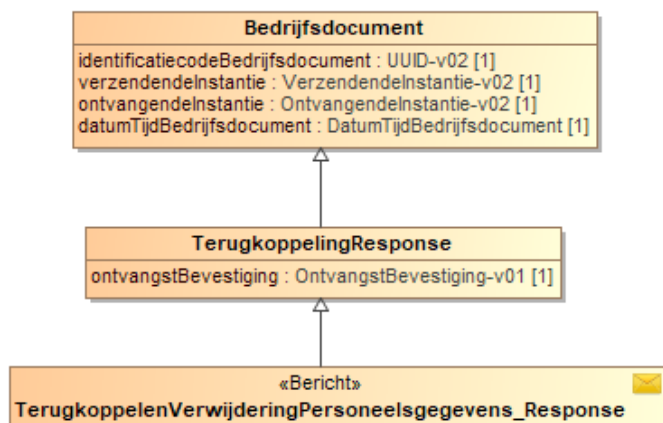 Bedrijfsdocument
identificatiecodeBedrijfsdocument : UUID-v02 [1]
verzendendeInstantie : VerzendendeInstantie-v02 [1]
ontvangendeInstantie : OntvangendeInstantie-v02 [1]
datumTijdBedrijfsdocument : DatumTijdBedrijfsdocument [1]
TerugkoppelingResponse
ontvangstBevestiging : OntvangstBevestiging-v01 [1]
«Bericht»
TerugkoppelenVerwijderingPersoneelsgegevens_Response